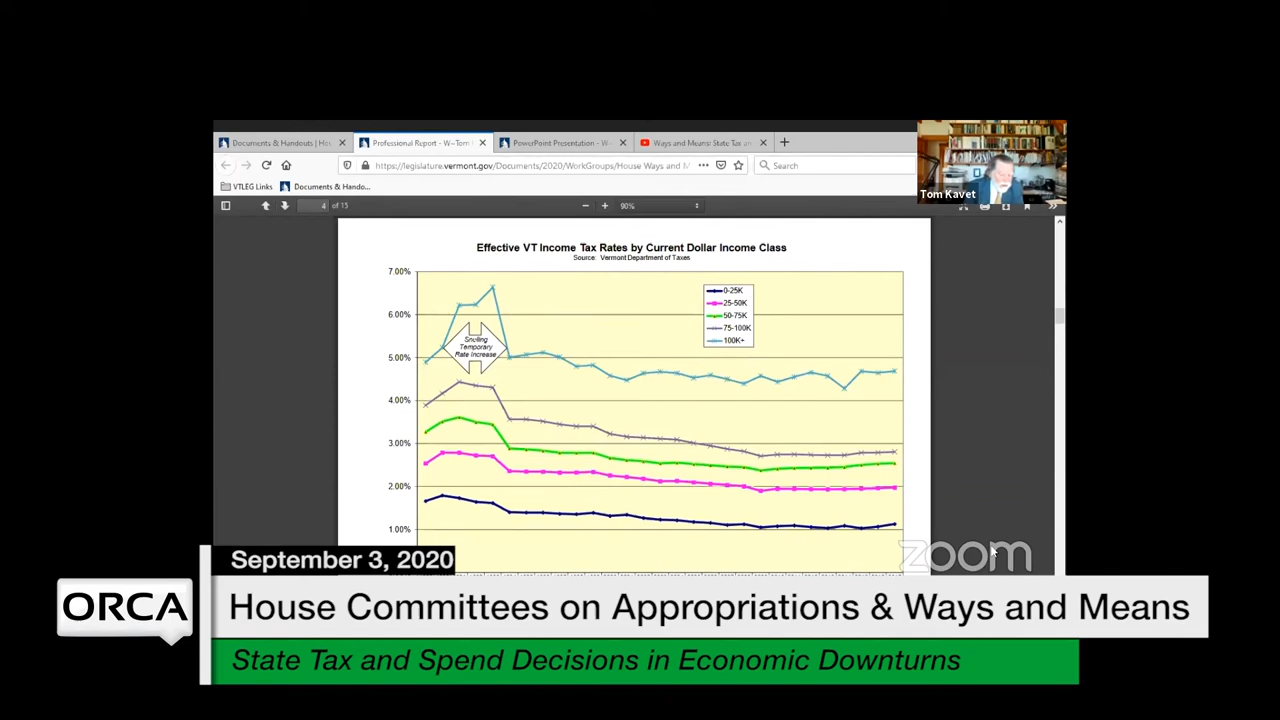 Documents & Handouts | Hou
Professional Report - W~Tom
PowerPoint Presentation - W
Ways and Means: State Tax an
https://legislature.vermont.gov/Documents/2020/WorkGroups/House Ways and M
Search
VTLEG Links
Documents & Hando...
Tom Kavet
4 of 15
90%
Effective VT Income Tax Rates by Current Dollar Income Class
Source: Vermont Department of Taxes
7.00%
6.00%
5.00%
4.00%
3.00%
2.00%
1.00%
0-25K
25-50K
50-75K
75-100K
100K+
Snelling
Temporary
Rate Increase
zoom
September 3, 2020
ORCA
House Committees on Appropriations & Ways and Means
State Tax and Spend Decisions in Economic Downturns